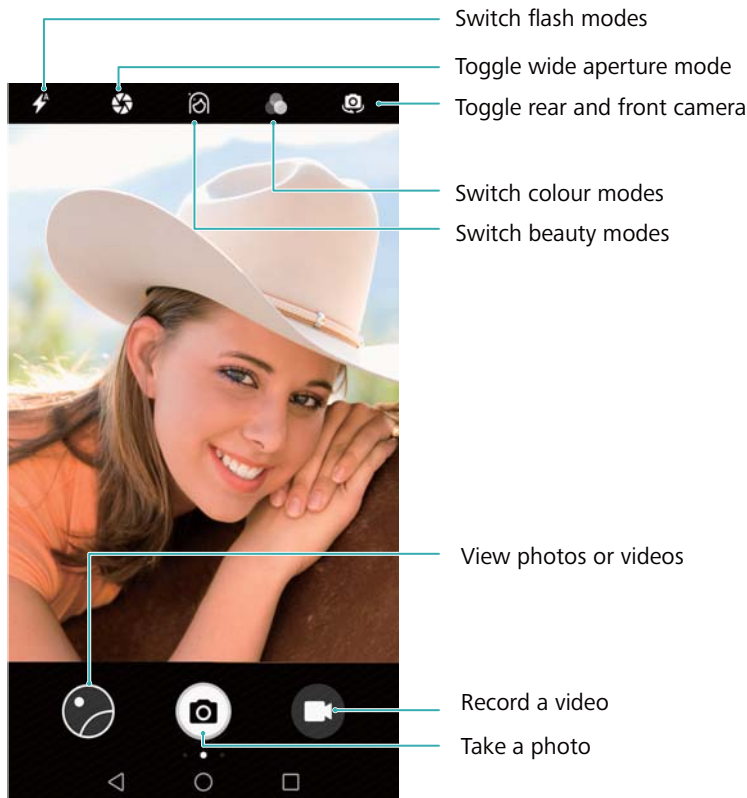 Switch flash modes
Toggle wide aperture mode
Toggle rear and front camera
Switch colour modes
Switch beauty modes
View photos or videos
Record a video
Take a photo